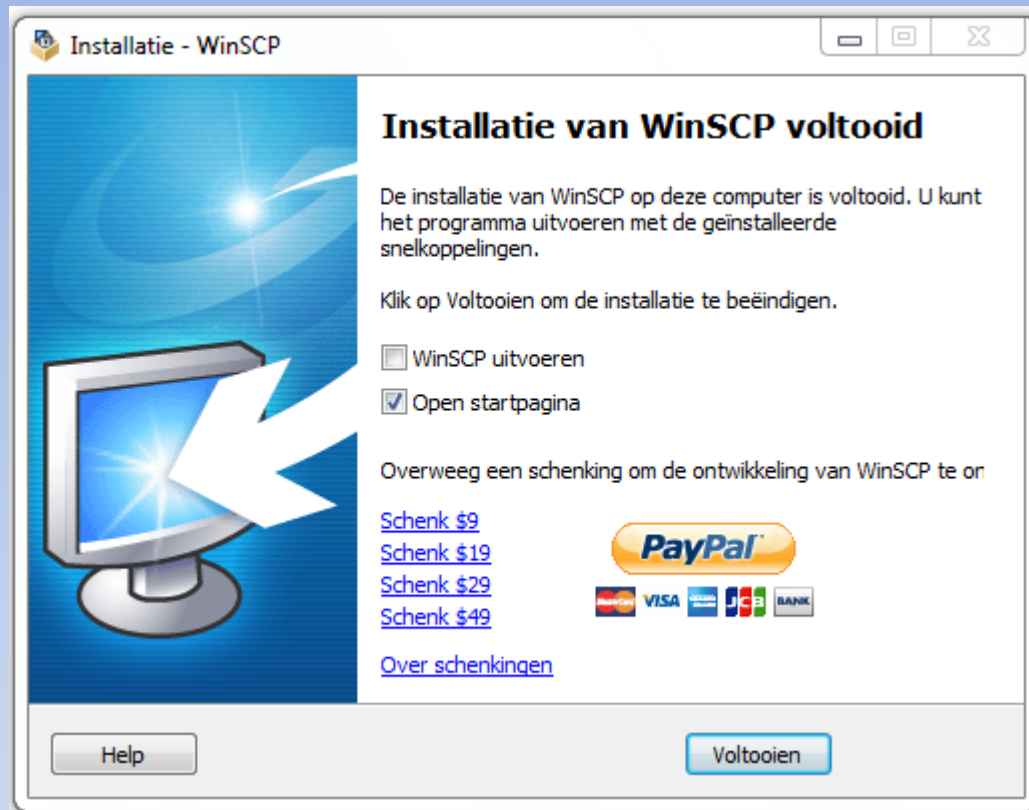 Installatie - WinSCP
Installatie van WinSCP voltooid
De installatie van WinSCP op deze computer is voltooid. U kunt
het programma uitvoeren met de geïnstalleerde
snelkoppelingen.
Klik op Voltooien om de installatie te beëindigen.
WinSCP uitvoeren
Open startpagina
Overweeg een schenking om de ontwikkeling van WinSCP te on
Schenk $9
Schenk $19
Schenk $29
Schenk $49
PayPal
MasterCard VISA JCB BANK
Over schenkingen
Help
Voltooien